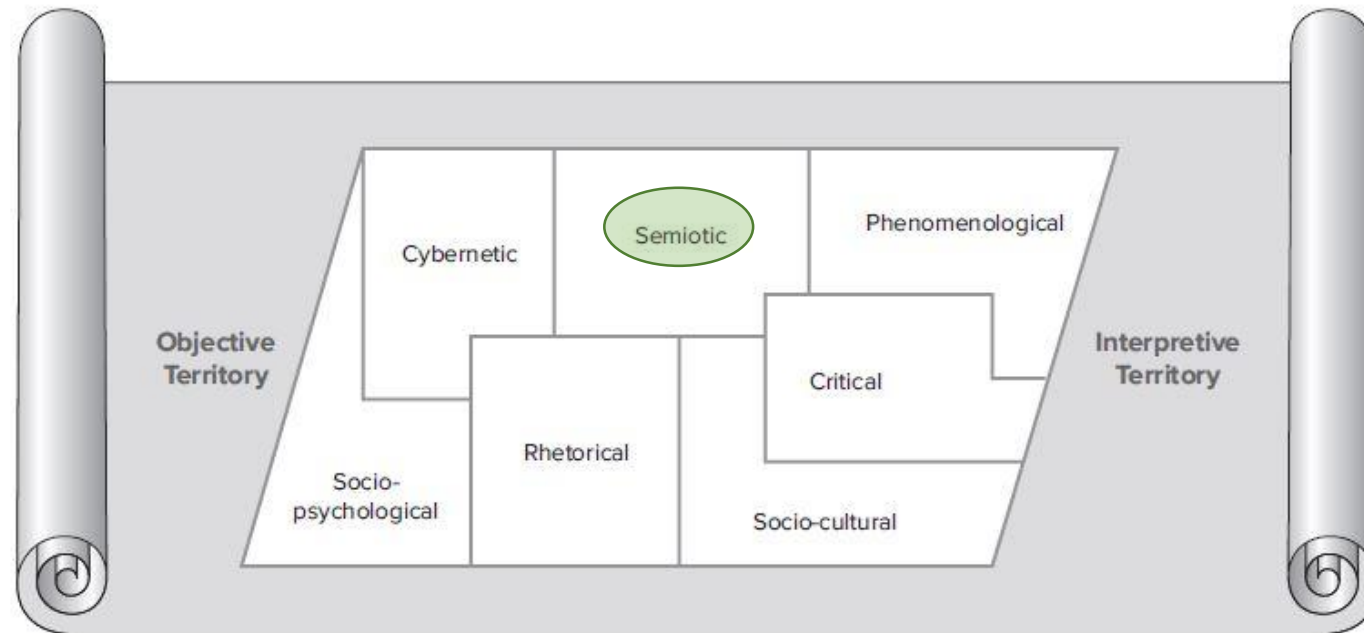 Cybernetic
Semiotic
Phenomenological
Objective
Territory
Interpretive
Territory
Critical
Rhetorical
Socio-
psychological
Socio-cultural